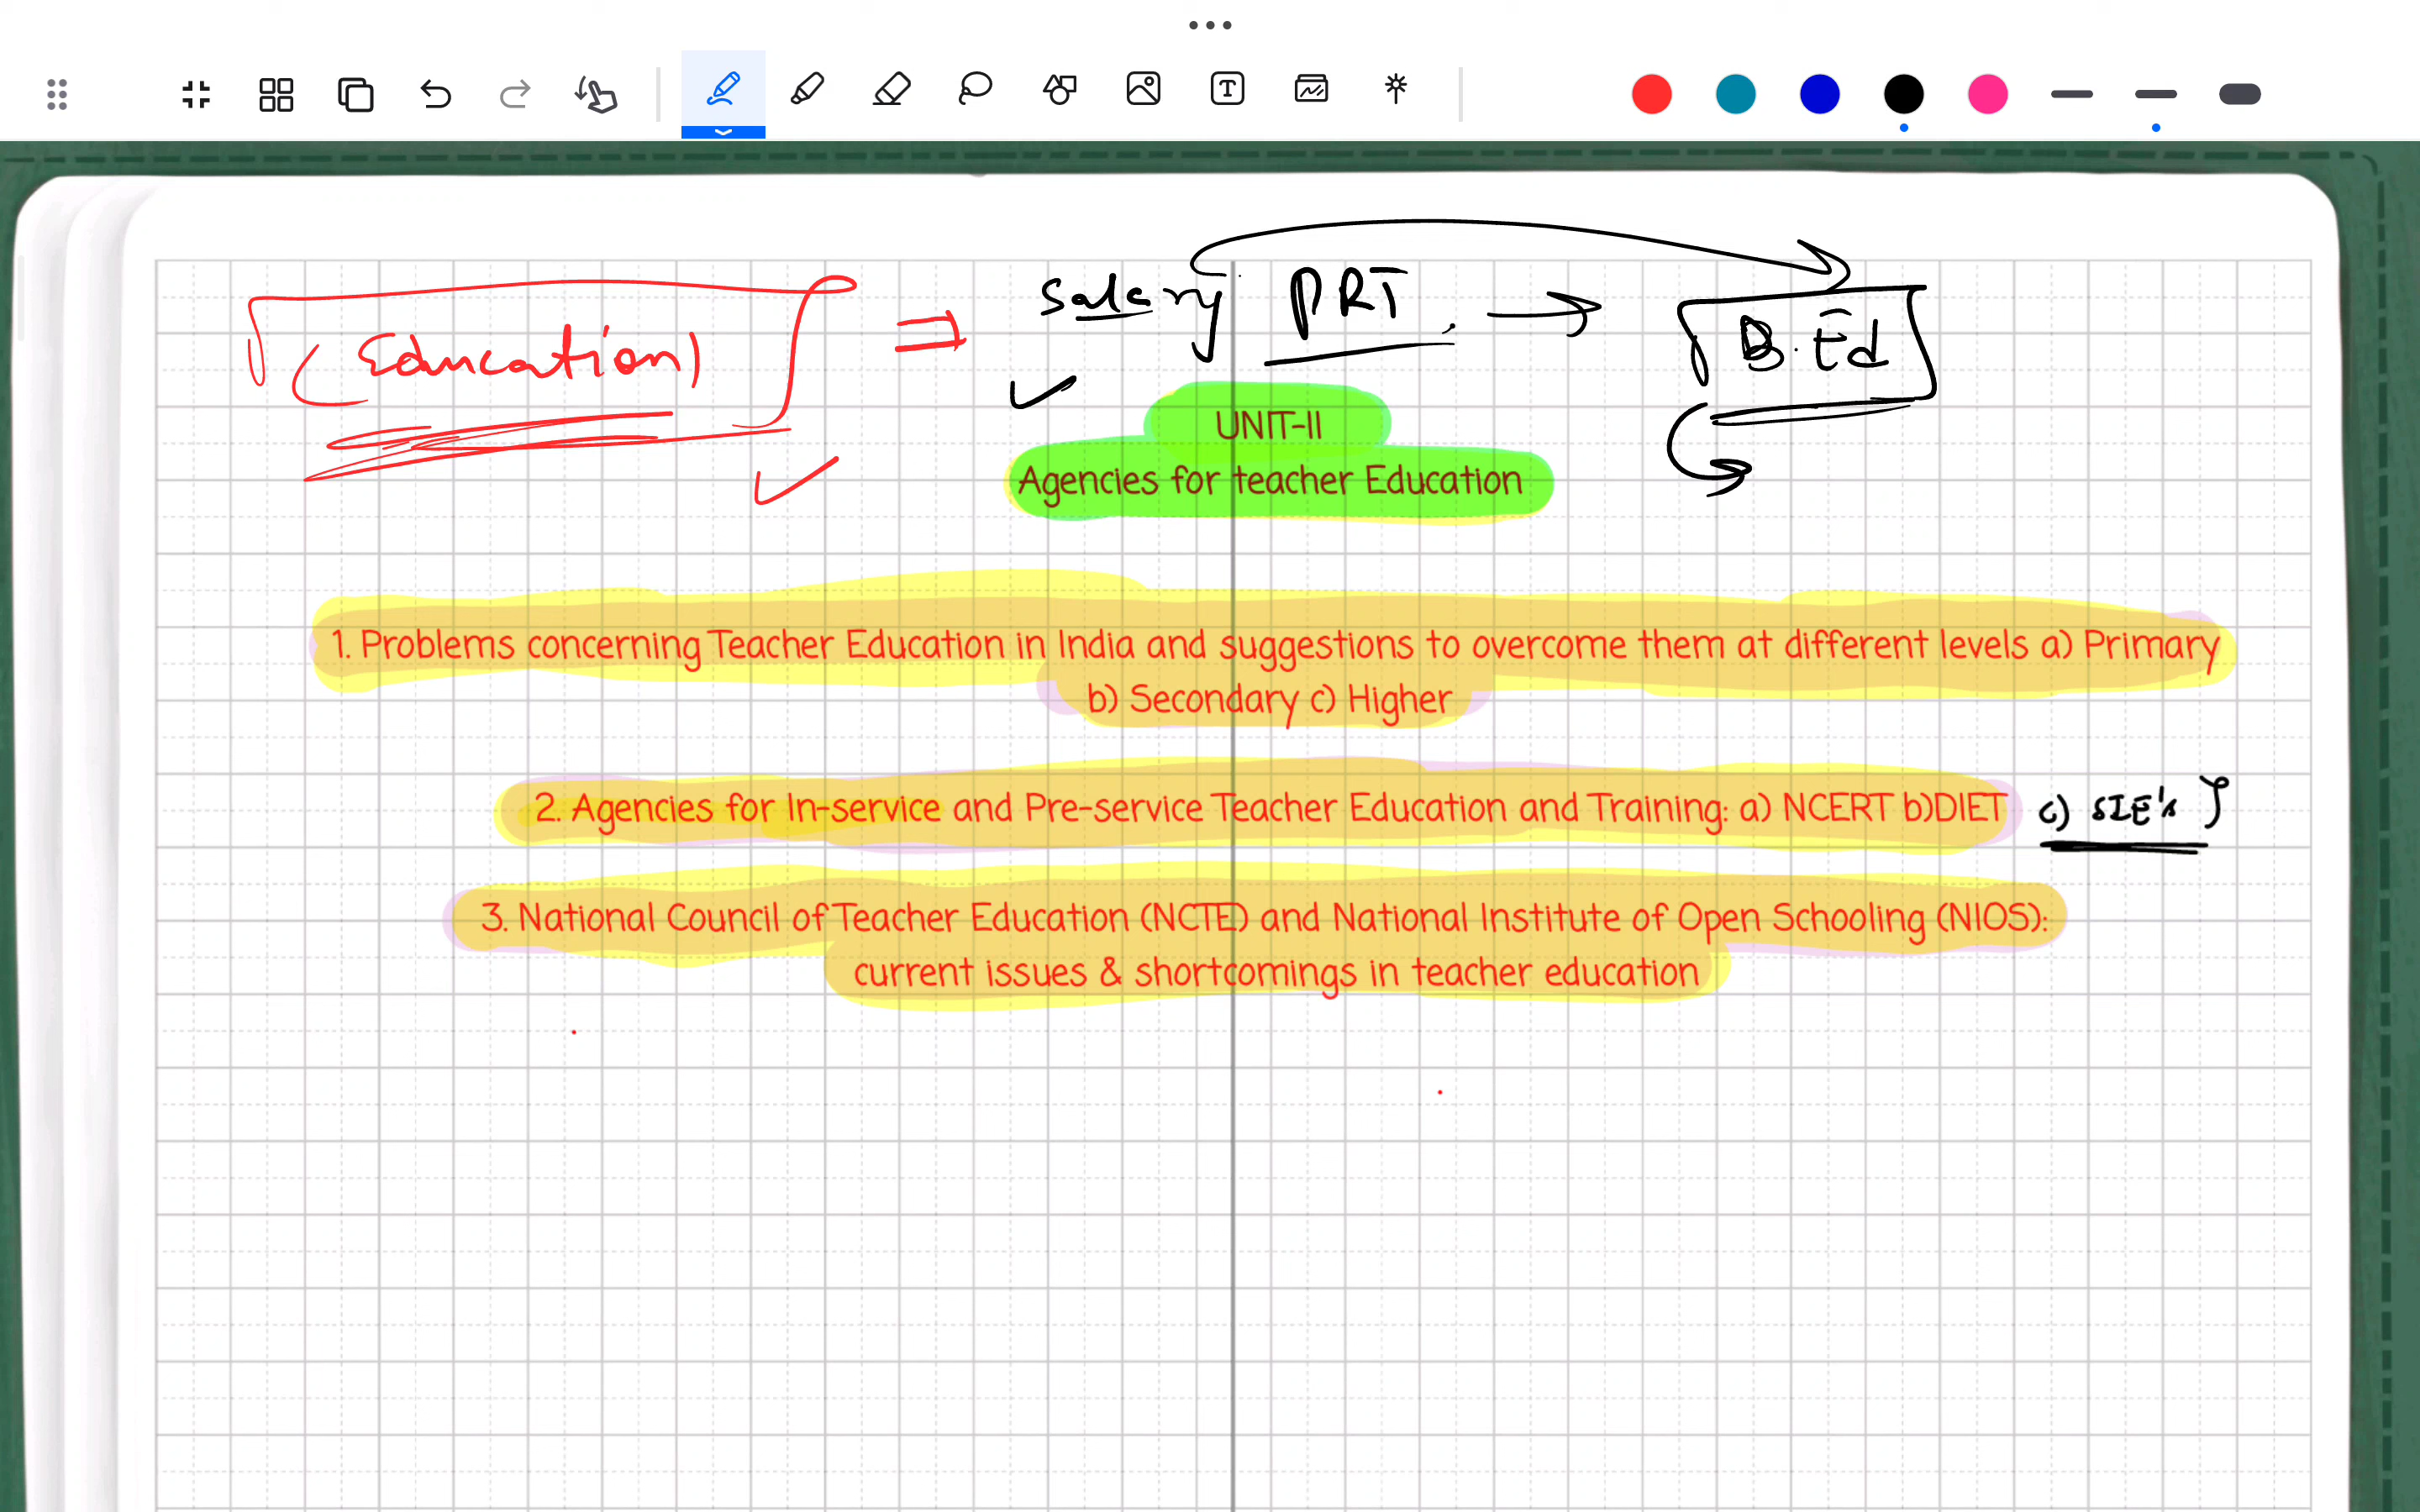 (Education) ⇒ Salary PRT → B.Ed
UNIT-II
Agencies for teacher Education
1. Problems concerning Teacher Education in India and suggestions to overcome them at different levels a) Primary
b) Secondary c) Higher
2. Agencies for In-service and Pre-service Teacher Education and Training: a) NCERT b)DIET c) SIE's
3. National Council of Teacher Education (NCTE) and National Institute of Open Schooling (NIOS):
current issues & shortcomings in teacher education